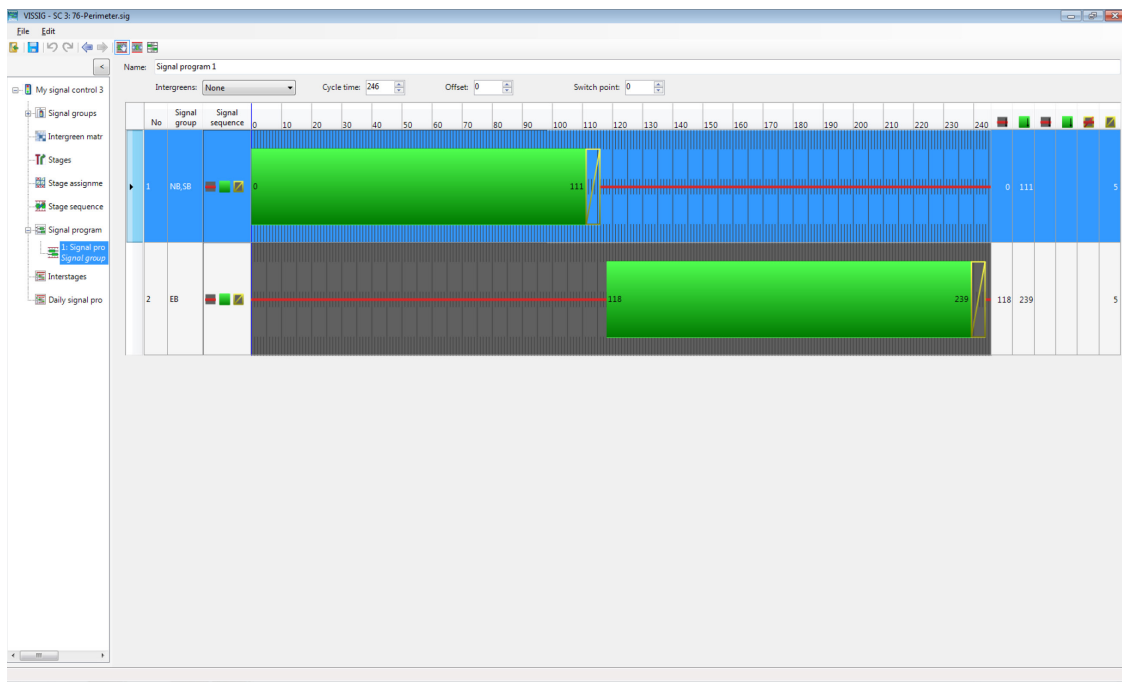 VISSIG - SC 3: 76-Perimeter.sig
File Edit
<
Name: Signal program 1
My signal control 3
Intergreens: None Cycle time: 246 Offset: 0 Switch point: 0
Signal groups
Intergreen matr
Stages
Stage assignme
Stage sequence
Signal program
1: Signal pro
Signal group
Interstages
Daily signal pro
No Signal group Signal sequence 0 10 20 30 40 50 60 70 80 90 100 110 120 130 140 150 160 170 180 190 200 210 220 230 240
1 NB,SB 0 111 0 111 5
2 EB 118 239 118 239 5